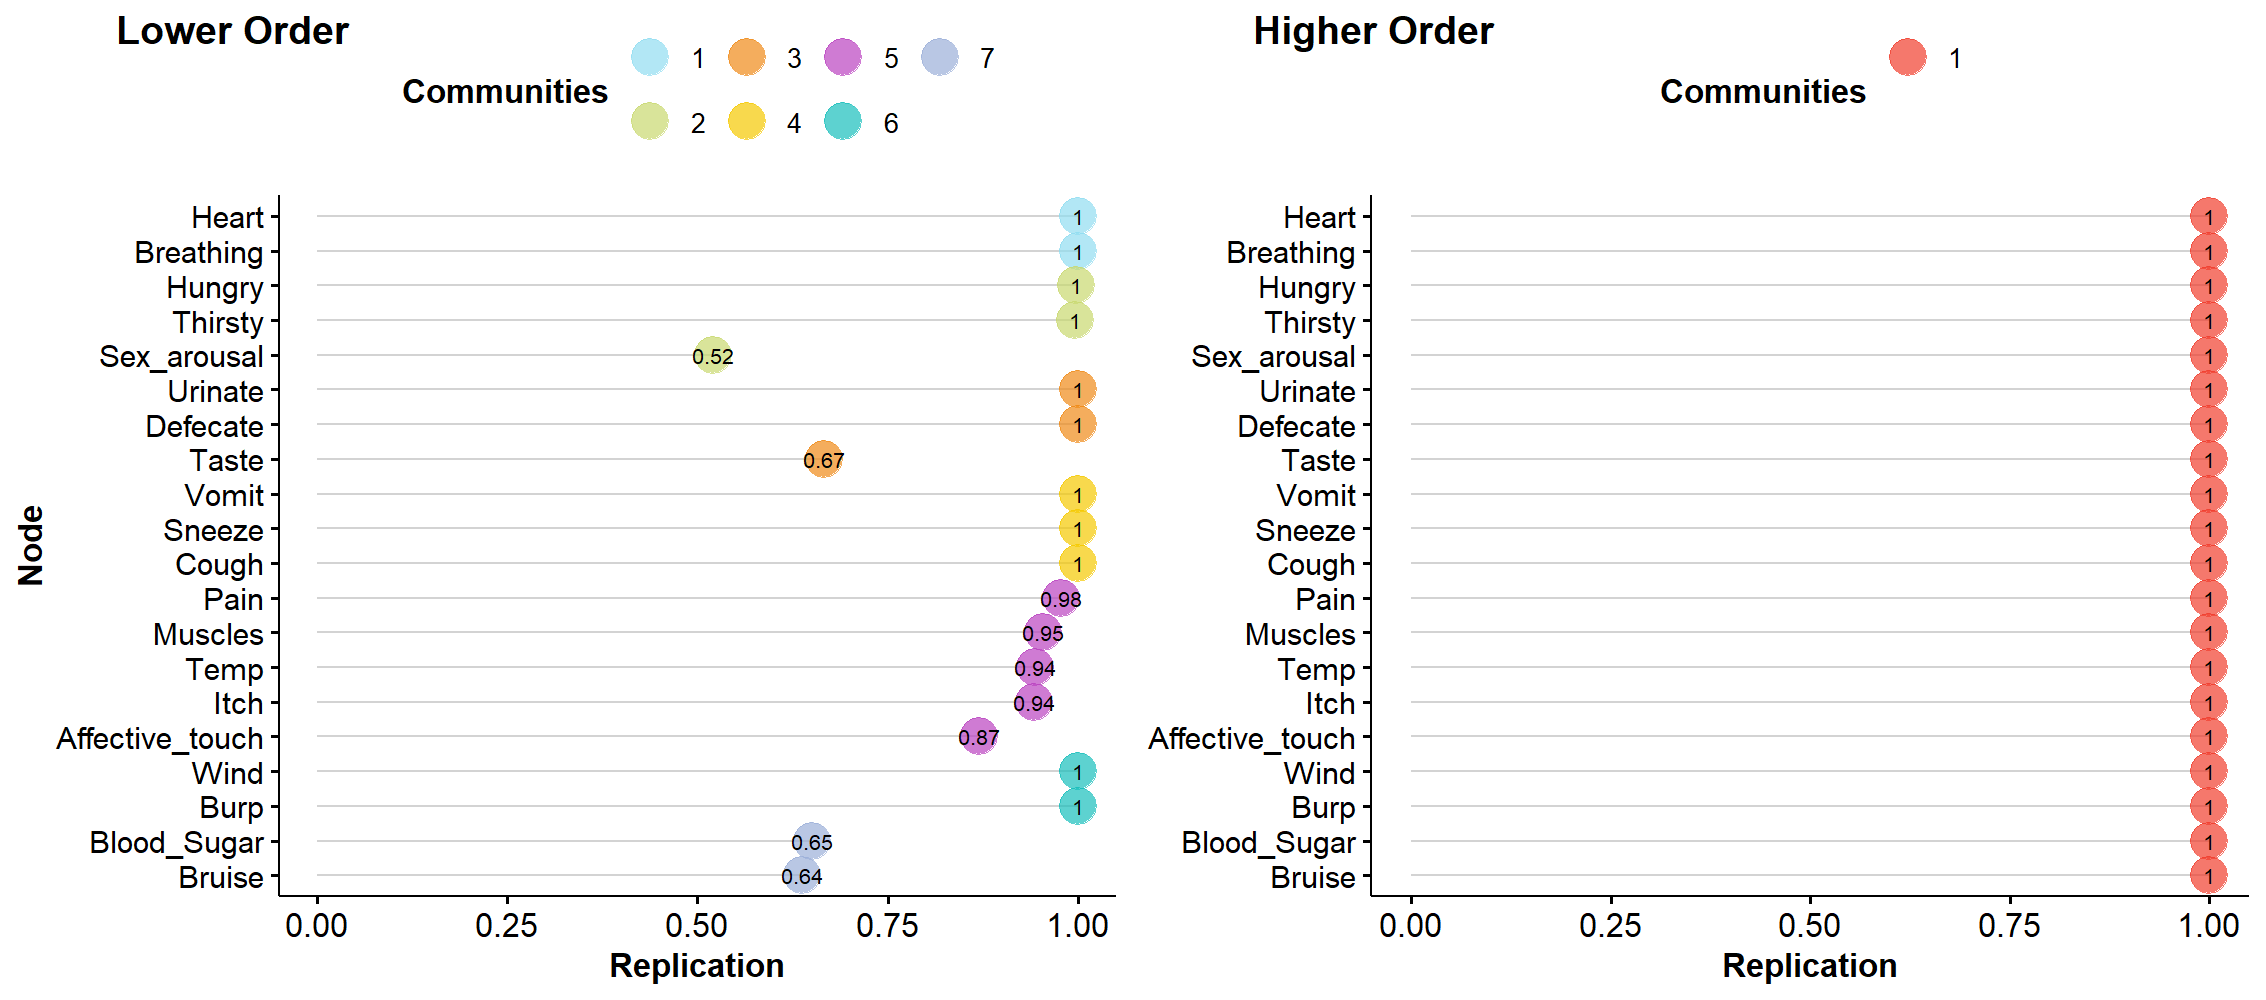 Lower Order
Communities
1 3 5 7
2 4 6
Heart 1
Breathing 1
Hungry 1
Thirsty 1
Sex_arousal 0.52
Urinate 1
Defecate 1
Taste 0.67
Vomit 1
Sneeze 1
Cough 1
Pain 0.98
Muscles 0.95
Temp 0.94
Itch 0.94
Affective_touch 0.87
Wind 1
Burp 1
Blood_Sugar 0.65
Bruise 0.64
Node
0.00 0.25 0.50 0.75 1.00
Replication
Higher Order
Communities
1
Heart 1
Breathing 1
Hungry 1
Thirsty 1
Sex_arousal 1
Urinate 1
Defecate 1
Taste 1
Vomit 1
Sneeze 1
Cough 1
Pain 1
Muscles 1
Temp 1
Itch 1
Affective_touch 1
Wind 1
Burp 1
Blood_Sugar 1
Bruise 1
0.00 0.25 0.50 0.75 1.00
Replication